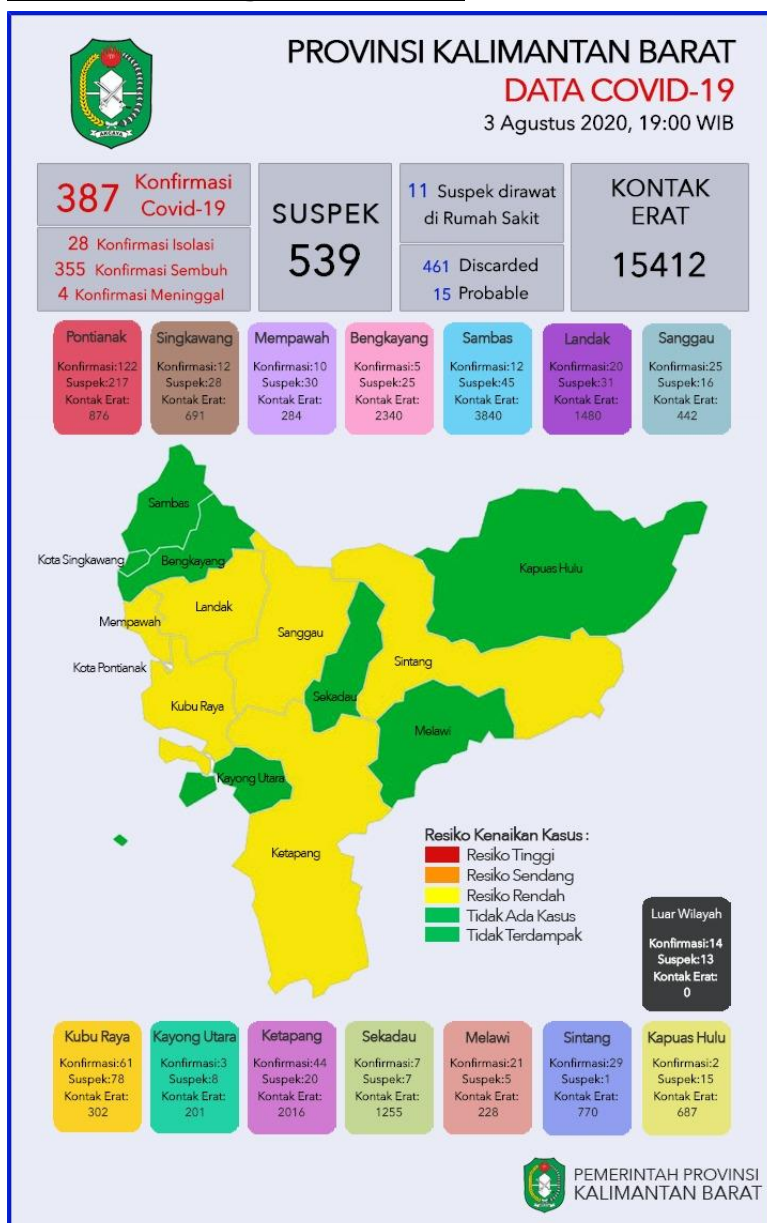 PROVINSI KALIMANTAN BARAT
DATA COVID-19
3 Agustus 2020, 19:00 WIB
AKCAYA
387 Konfirmasi
Covid-19
28 Konfirmasi Isolasi
355 Konfirmasi Sembuh
4 Konfirmasi Meninggal
SUSPEK
539
11 Suspek dirawat
di Rumah Sakit
461 Discarded
15 Probable
KONTAK
ERAT
15412
Pontianak
Konfirmasi:122
Suspek:217
Kontak Erat:
876
Singkawang
Konfirmasi:12
Suspek:28
Kontak Erat:
691
Mempawah
Konfirmasi:10
Suspek:30
Kontak Erat:
284
Bengkayang
Konfirmasi:5
Suspek:25
Kontak Erat:
2340
Sambas
Konfirmasi:12
Suspek:45
Kontak Erat:
3840
Landak
Konfirmasi:20
Suspek:31
Kontak Erat:
1480
Sanggau
Konfirmasi:25
Suspek:16
Kontak Erat:
442
Sambas
Kota Singkawang
Bengkayang
Kapuas Hulu
Landak
Mempawah
Sanggau
Kota Pontianak
Sintang
Sekadau
Kubu Raya
Melawi
Kayong Utara
Ketapang
Resiko Kenaikan Kasus :
Resiko Tinggi
Resiko Sendang
Resiko Rendah
Tidak Ada Kasus
Tidak Terdampak
Luar Wilayah
Konfirmasi:14
Suspek:13
Kontak Erat:
0
Kubu Raya
Konfirmasi:61
Suspek:78
Kontak Erat:
302
Kayong Utara
Konfirmasi:3
Suspek:8
Kontak Erat:
201
Ketapang
Konfirmasi:44
Suspek:20
Kontak Erat:
2016
Sekadau
Konfirmasi:7
Suspek:7
Kontak Erat:
1255
Melawi
Konfirmasi:21
Suspek:5
Kontak Erat:
228
Sintang
Konfirmasi:29
Suspek:1
Kontak Erat:
770
Kapuas Hulu
Konfirmasi:2
Suspek:15
Kontak Erat:
687
PEMERINTAH PROVINSI
KALIMANTAN BARAT